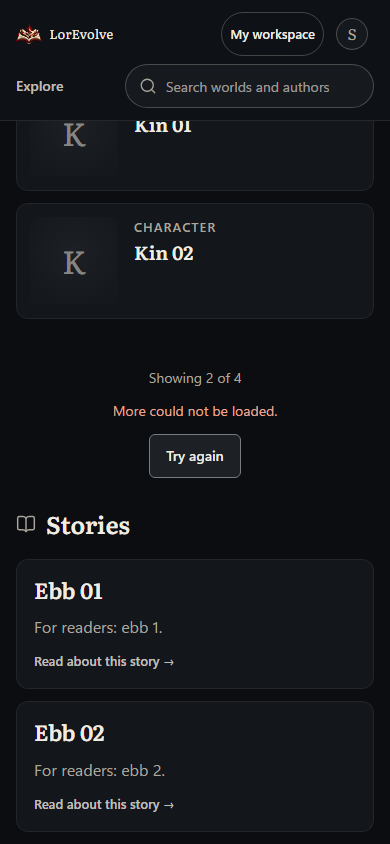 LorEvolve
My workspace
S
Explore
Search worlds and authors
K
Kin 01
K
CHARACTER
Kin 02
Showing 2 of 4
More could not be loaded.
Try again
Stories
Ebb 01
For readers: ebb 1.
Read about this story →
Ebb 02
For readers: ebb 2.
Read about this story →